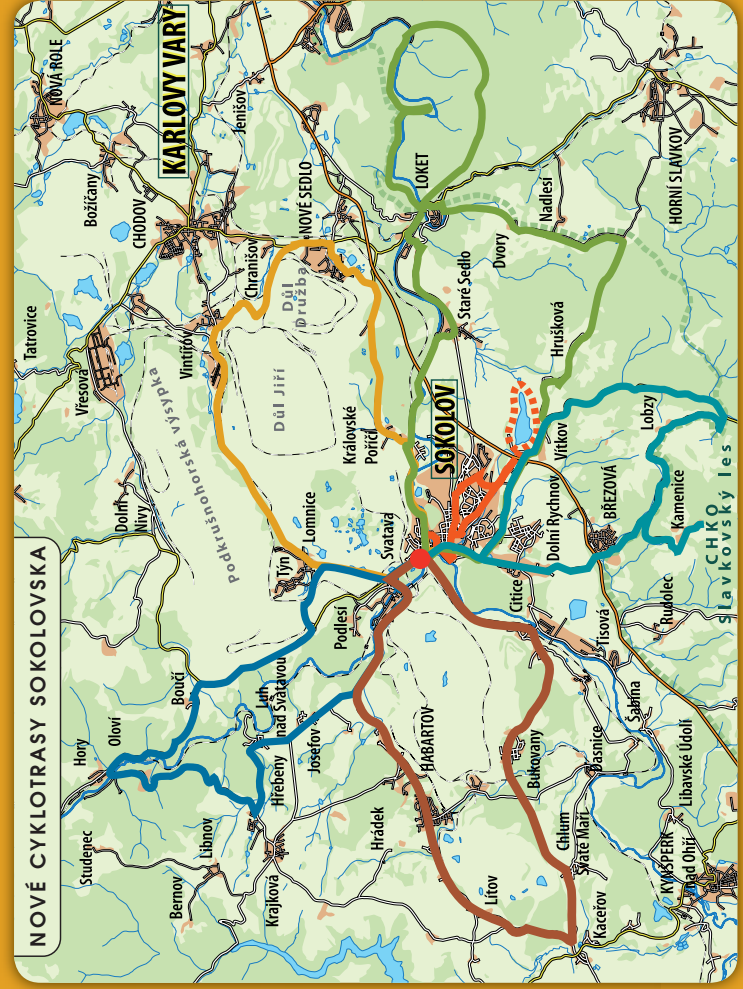 NOVÉ CYKLOTRASY SOKOLOVSKA
Studenec
Hory
Oloví
Boučí
Dolní
Nivy
Vřesová
Tatrovice
Božíčany
NOVÁ ROLE
Bernov
Libnov
Krajková
Hřebeny
Luh
nad Svatavou
Josefov
Týn
Lomnice
Podkrušnohorská výsypka
Vintířov
CHODOV
KARLOVY VARY
Jenišov
Chranišov
NOVÉ SEDLO
Důl
Družba
Důl Jiří
Královské
Poříčí
Svatava
Podlesí
Hrádek
HABARTOV
Lítov
Bukovany
Chlum
Svaté Maří
Kaceřov
Dasnice
Šabina
Libavské Údolí
KYNŠPERK
nad Ohří
Citice
Tisová
Rudolec
Dolní Rychnov
BŘEZOVÁ
Kamenice
Lobzy
Vítkov
SOKOLOV
Hrušková
Staré Sedlo
Dvory
Nadlesí
LOKET
HORNÍ SLAVKOV
CHKO
Slavkovský les